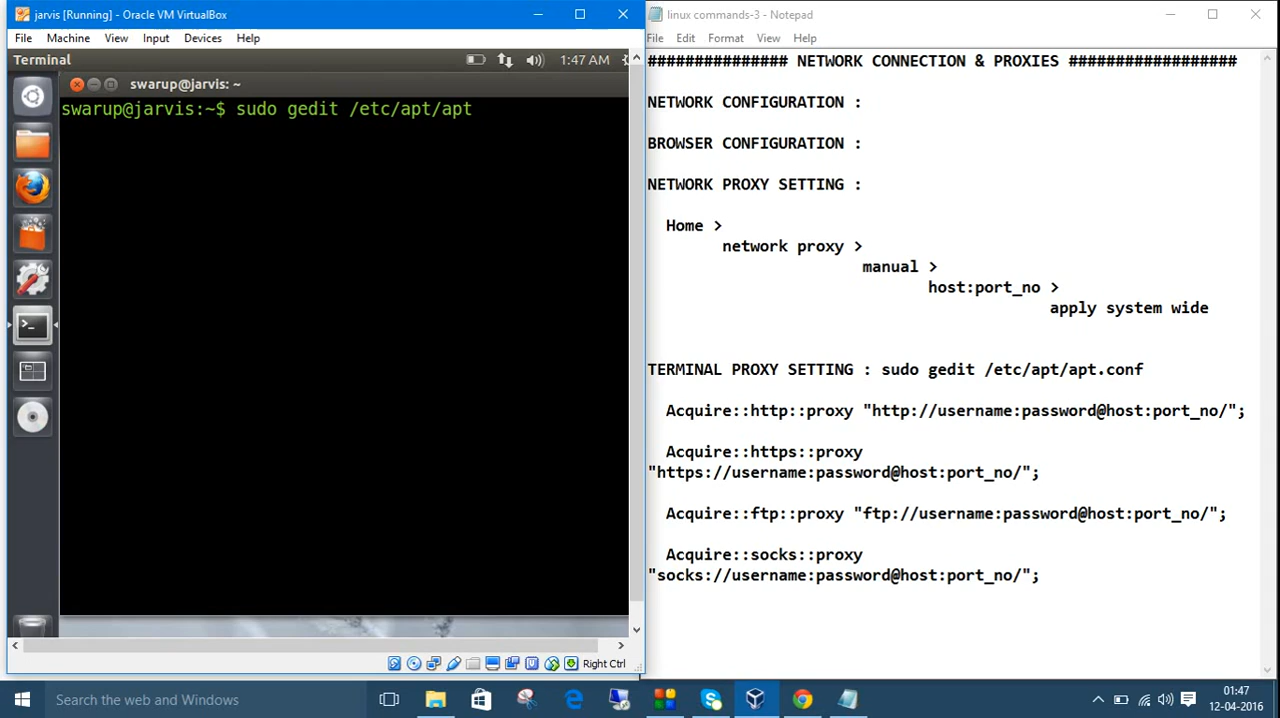 jarvis [Running] - Oracle VM VirtualBox
File Machine View Input Devices Help
Terminal
1:47 AM
swarup@jarvis: ~
swarup@jarvis:~$ sudo gedit /etc/apt/apt
Right Ctrl
linux commands-3 - Notepad
File Edit Format View Help
############### NETWORK CONNECTION & PROXIES ##################
NETWORK CONFIGURATION :
BROWSER CONFIGURATION :
NETWORK PROXY SETTING :
Home >
network proxy >
manual >
host:port_no >
apply system wide
TERMINAL PROXY SETTING : sudo gedit /etc/apt/apt.conf
Acquire::http::proxy "http://username:password@host:port_no/";
Acquire::https::proxy
"https://username:password@host:port_no/";
Acquire::ftp::proxy "ftp://username:password@host:port_no/";
Acquire::socks::proxy
"socks://username:password@host:port_no/";
Search the web and Windows
01:47
12-04-2016